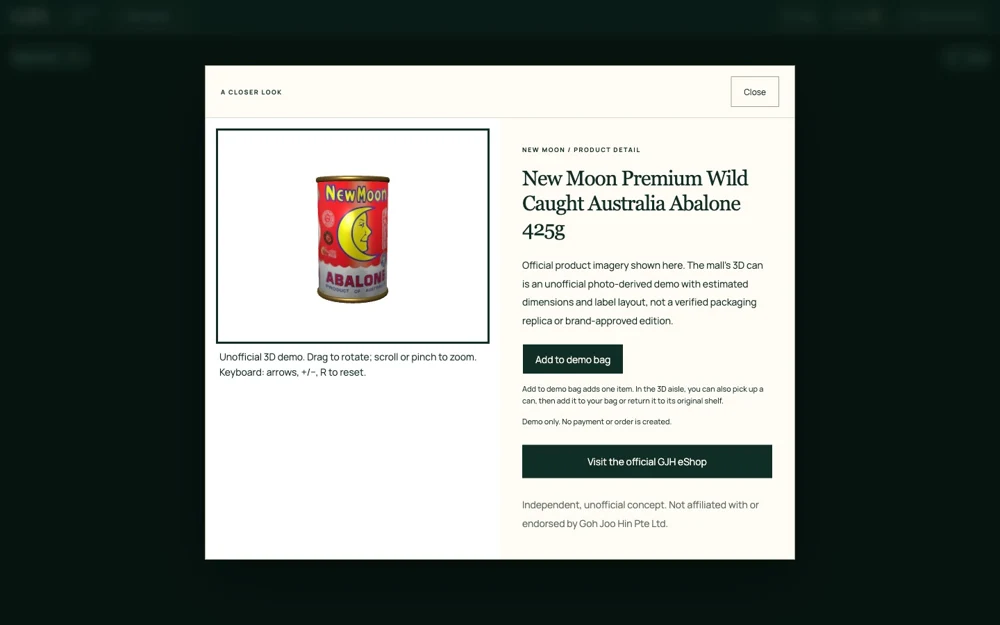 A CLOSER LOOK
Close
New Moon
ABALONE
PRODUCT OF
Unofficial 3D demo. Drag to rotate; scroll or pinch to zoom.
Keyboard: arrows, +/−, R to reset.
NEW MOON / PRODUCT DETAIL
New Moon Premium Wild
Caught Australia Abalone
425g
Official product imagery shown here. The mall's 3D can
is an unofficial photo-derived demo with estimated
dimensions and label layout, not a verified packaging
replica or brand-approved edition.
Add to demo bag
Add to demo bag adds one item. In the 3D aisle, you can also pick up a
can, then add it to your bag or return it to its original shelf.
Demo only. No payment or order is created.
Visit the official GJH eShop
Independent, unofficial concept. Not affiliated with or
endorsed by Goh Joo Hin Pte Ltd.